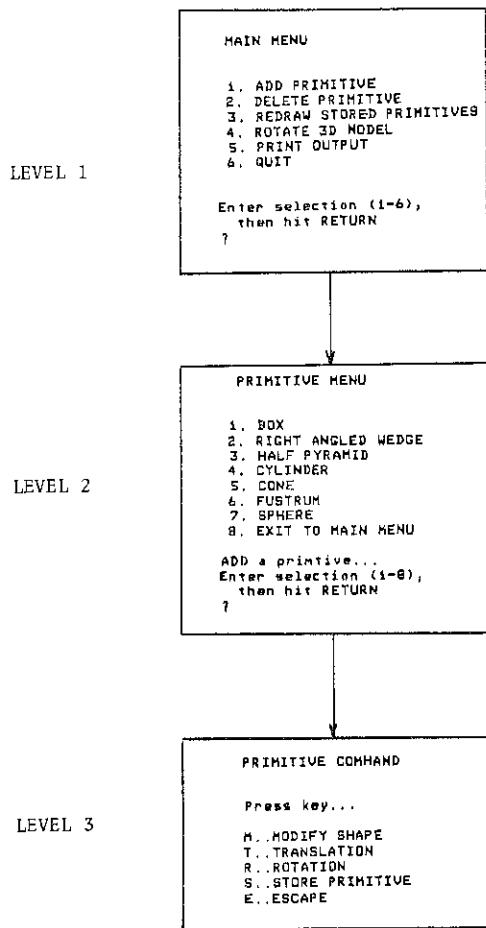 MAIN MENU
1. ADD PRIMITIVE
2. DELETE PRIMITIVE
3. REDRAW STORED PRIMITIVES
4. ROTATE 3D MODEL
5. PRINT OUTPUT
6. QUIT
LEVEL 1
Enter selection (1-6),
then hit RETURN
?
PRIMITIVE MENU
1. BOX
2. RIGHT ANGLED WEDGE
3. HALF PYRAMID
4. CYLINDER
5. CONE
6. FUSTRUM
7. SPHERE
8. EXIT TO MAIN MENU
LEVEL 2
ADD a primtive...
Enter selection (1-8),
then hit RETURN
?
PRIMITIVE COMMAND
Press key...
LEVEL 3
M..MODIFY SHAPE
T..TRANSLATION
R..ROTATION
S..STORE PRIMITIVE
E..ESCAPE